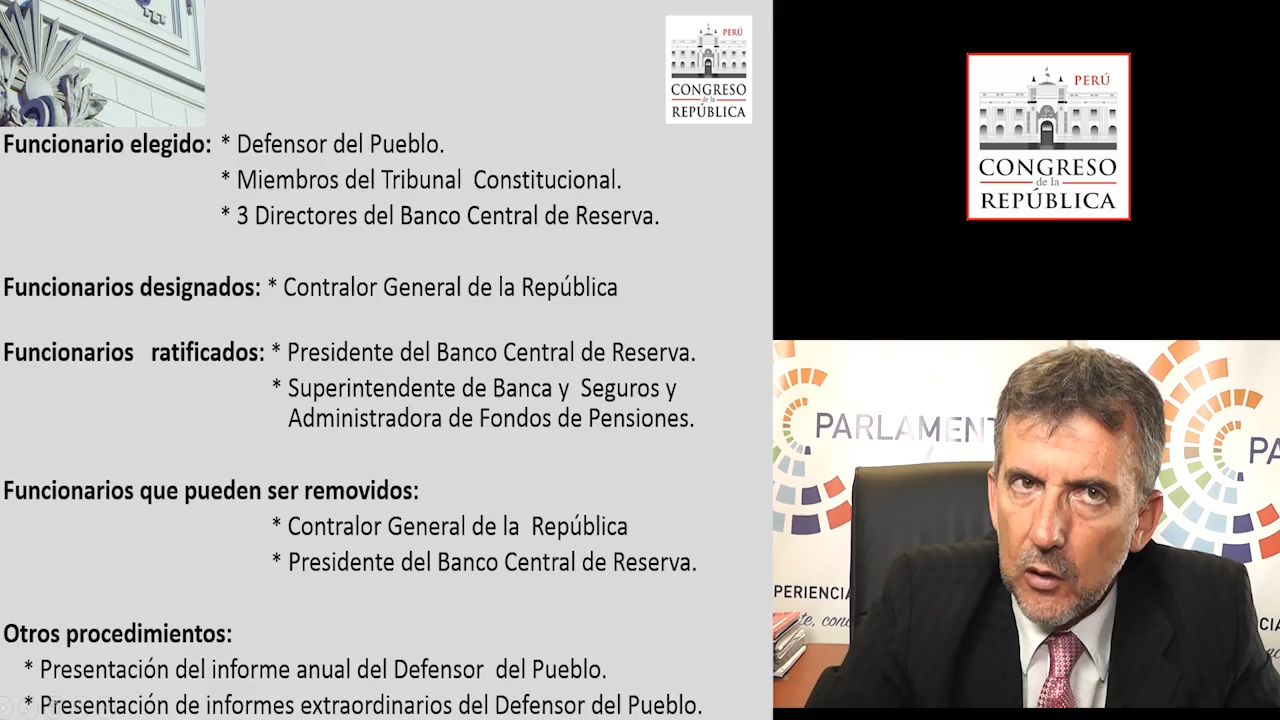 PERÚ
CONGRESO
de la
REPÚBLICA
Funcionario elegido: * Defensor del Pueblo.
* Miembros del Tribunal Constitucional.
* 3 Directores del Banco Central de Reserva.
Funcionarios designados: * Contralor General de la República
Funcionarios ratificados: * Presidente del Banco Central de Reserva.
* Superintendente de Banca y Seguros y
Administradora de Fondos de Pensiones.
Funcionarios que pueden ser removidos:
* Contralor General de la República
* Presidente del Banco Central de Reserva.
Otros procedimientos:
* Presentación del informe anual del Defensor del Pueblo.
* Presentación de informes extraordinarios del Defensor del Pueblo.
PERÚ
CONGRESO
de la
REPÚBLICA
PARLAMENT
PA
PERIENCIA
CIA